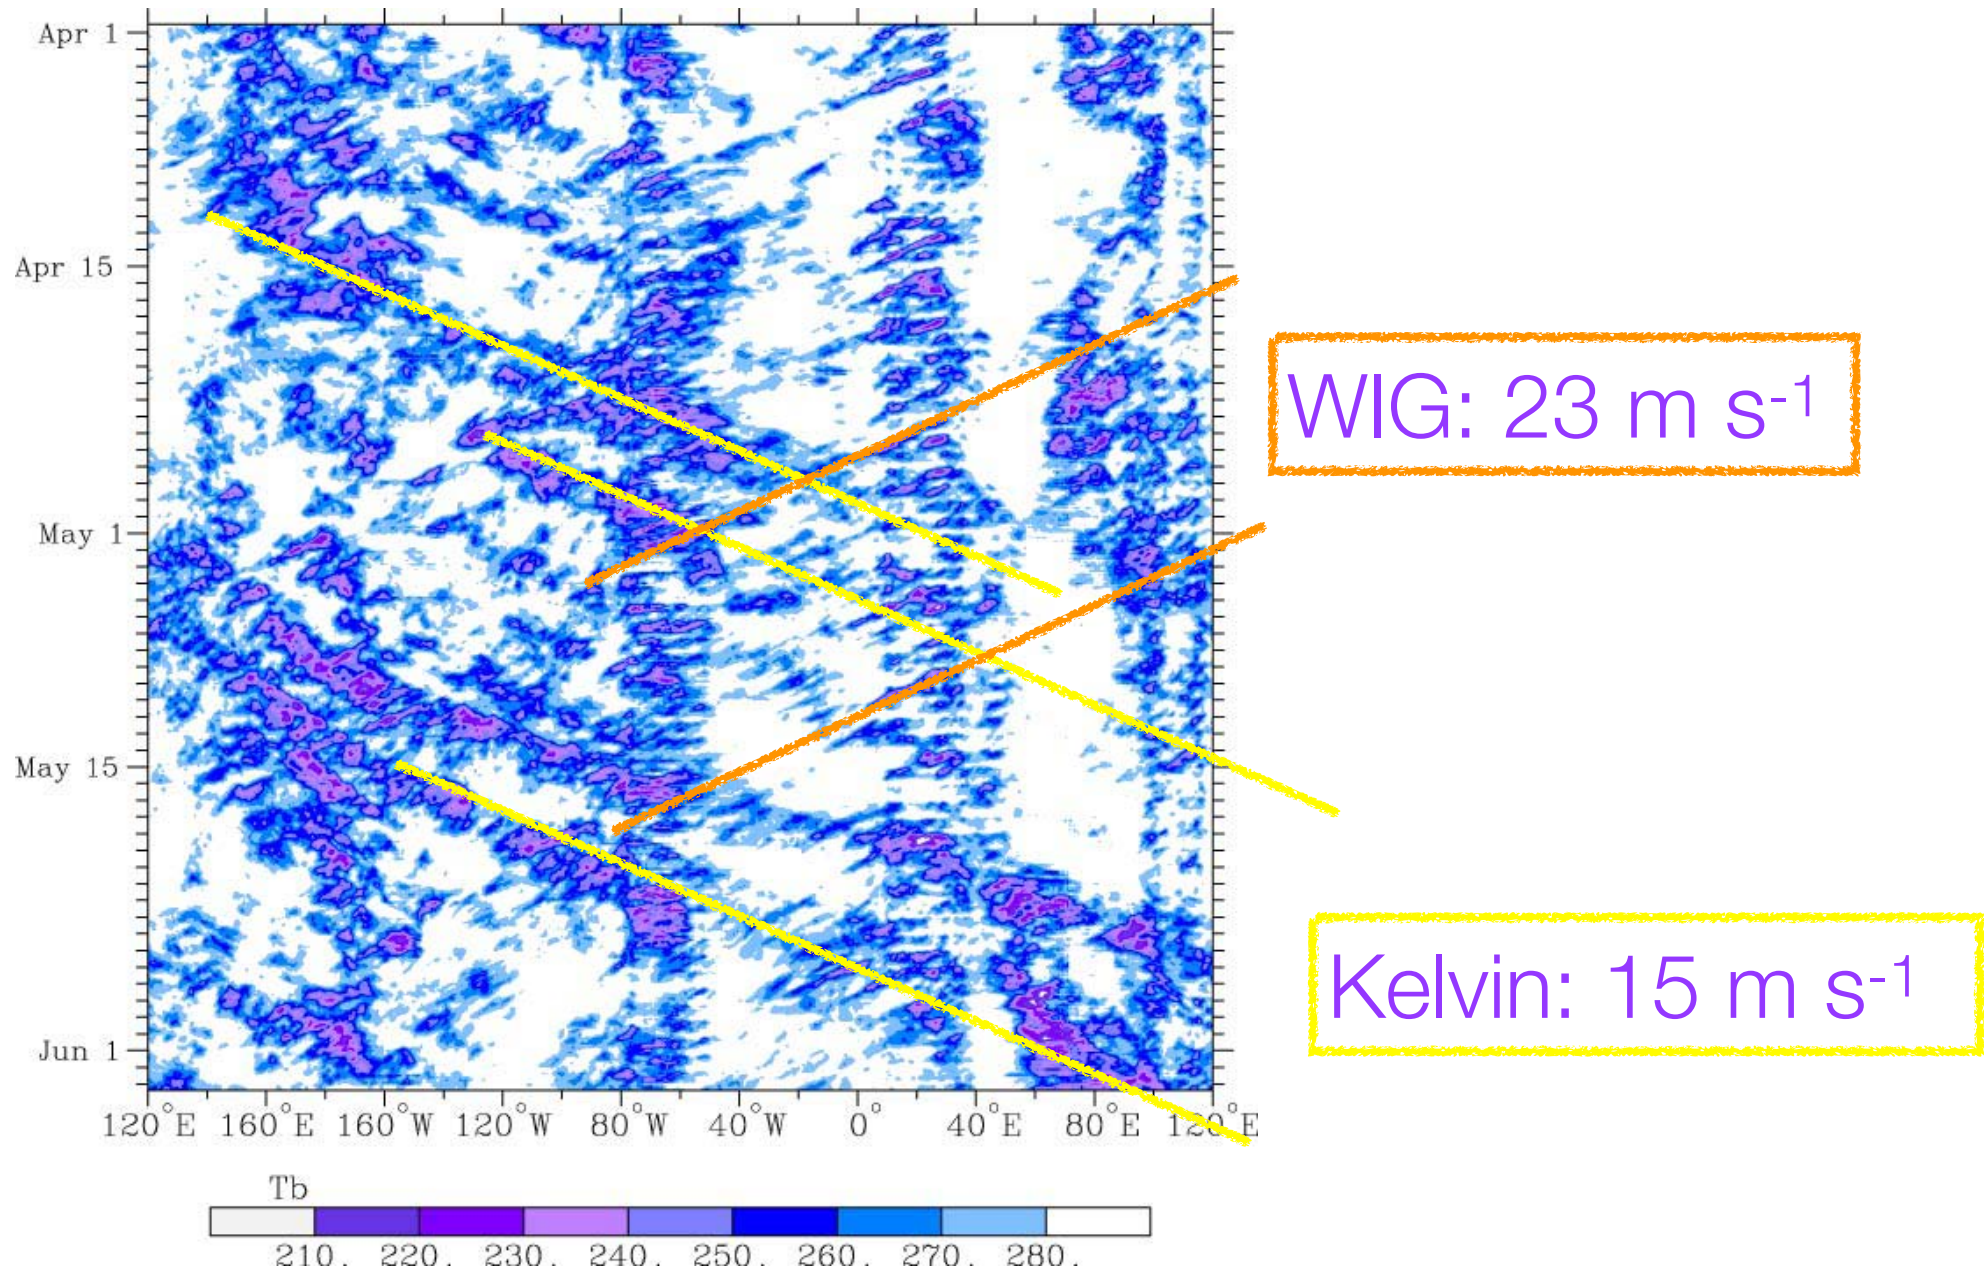 Apr 1
Apr 15
May 1
May 15
Jun 1
120°E 160°E 160°W 120°W 80°W 40°W 0° 40°E 80°E 120°E
Tb
210. 220. 230. 240. 250. 260. 270. 280.
WIG: 23 m s-1
Kelvin: 15 m s-1